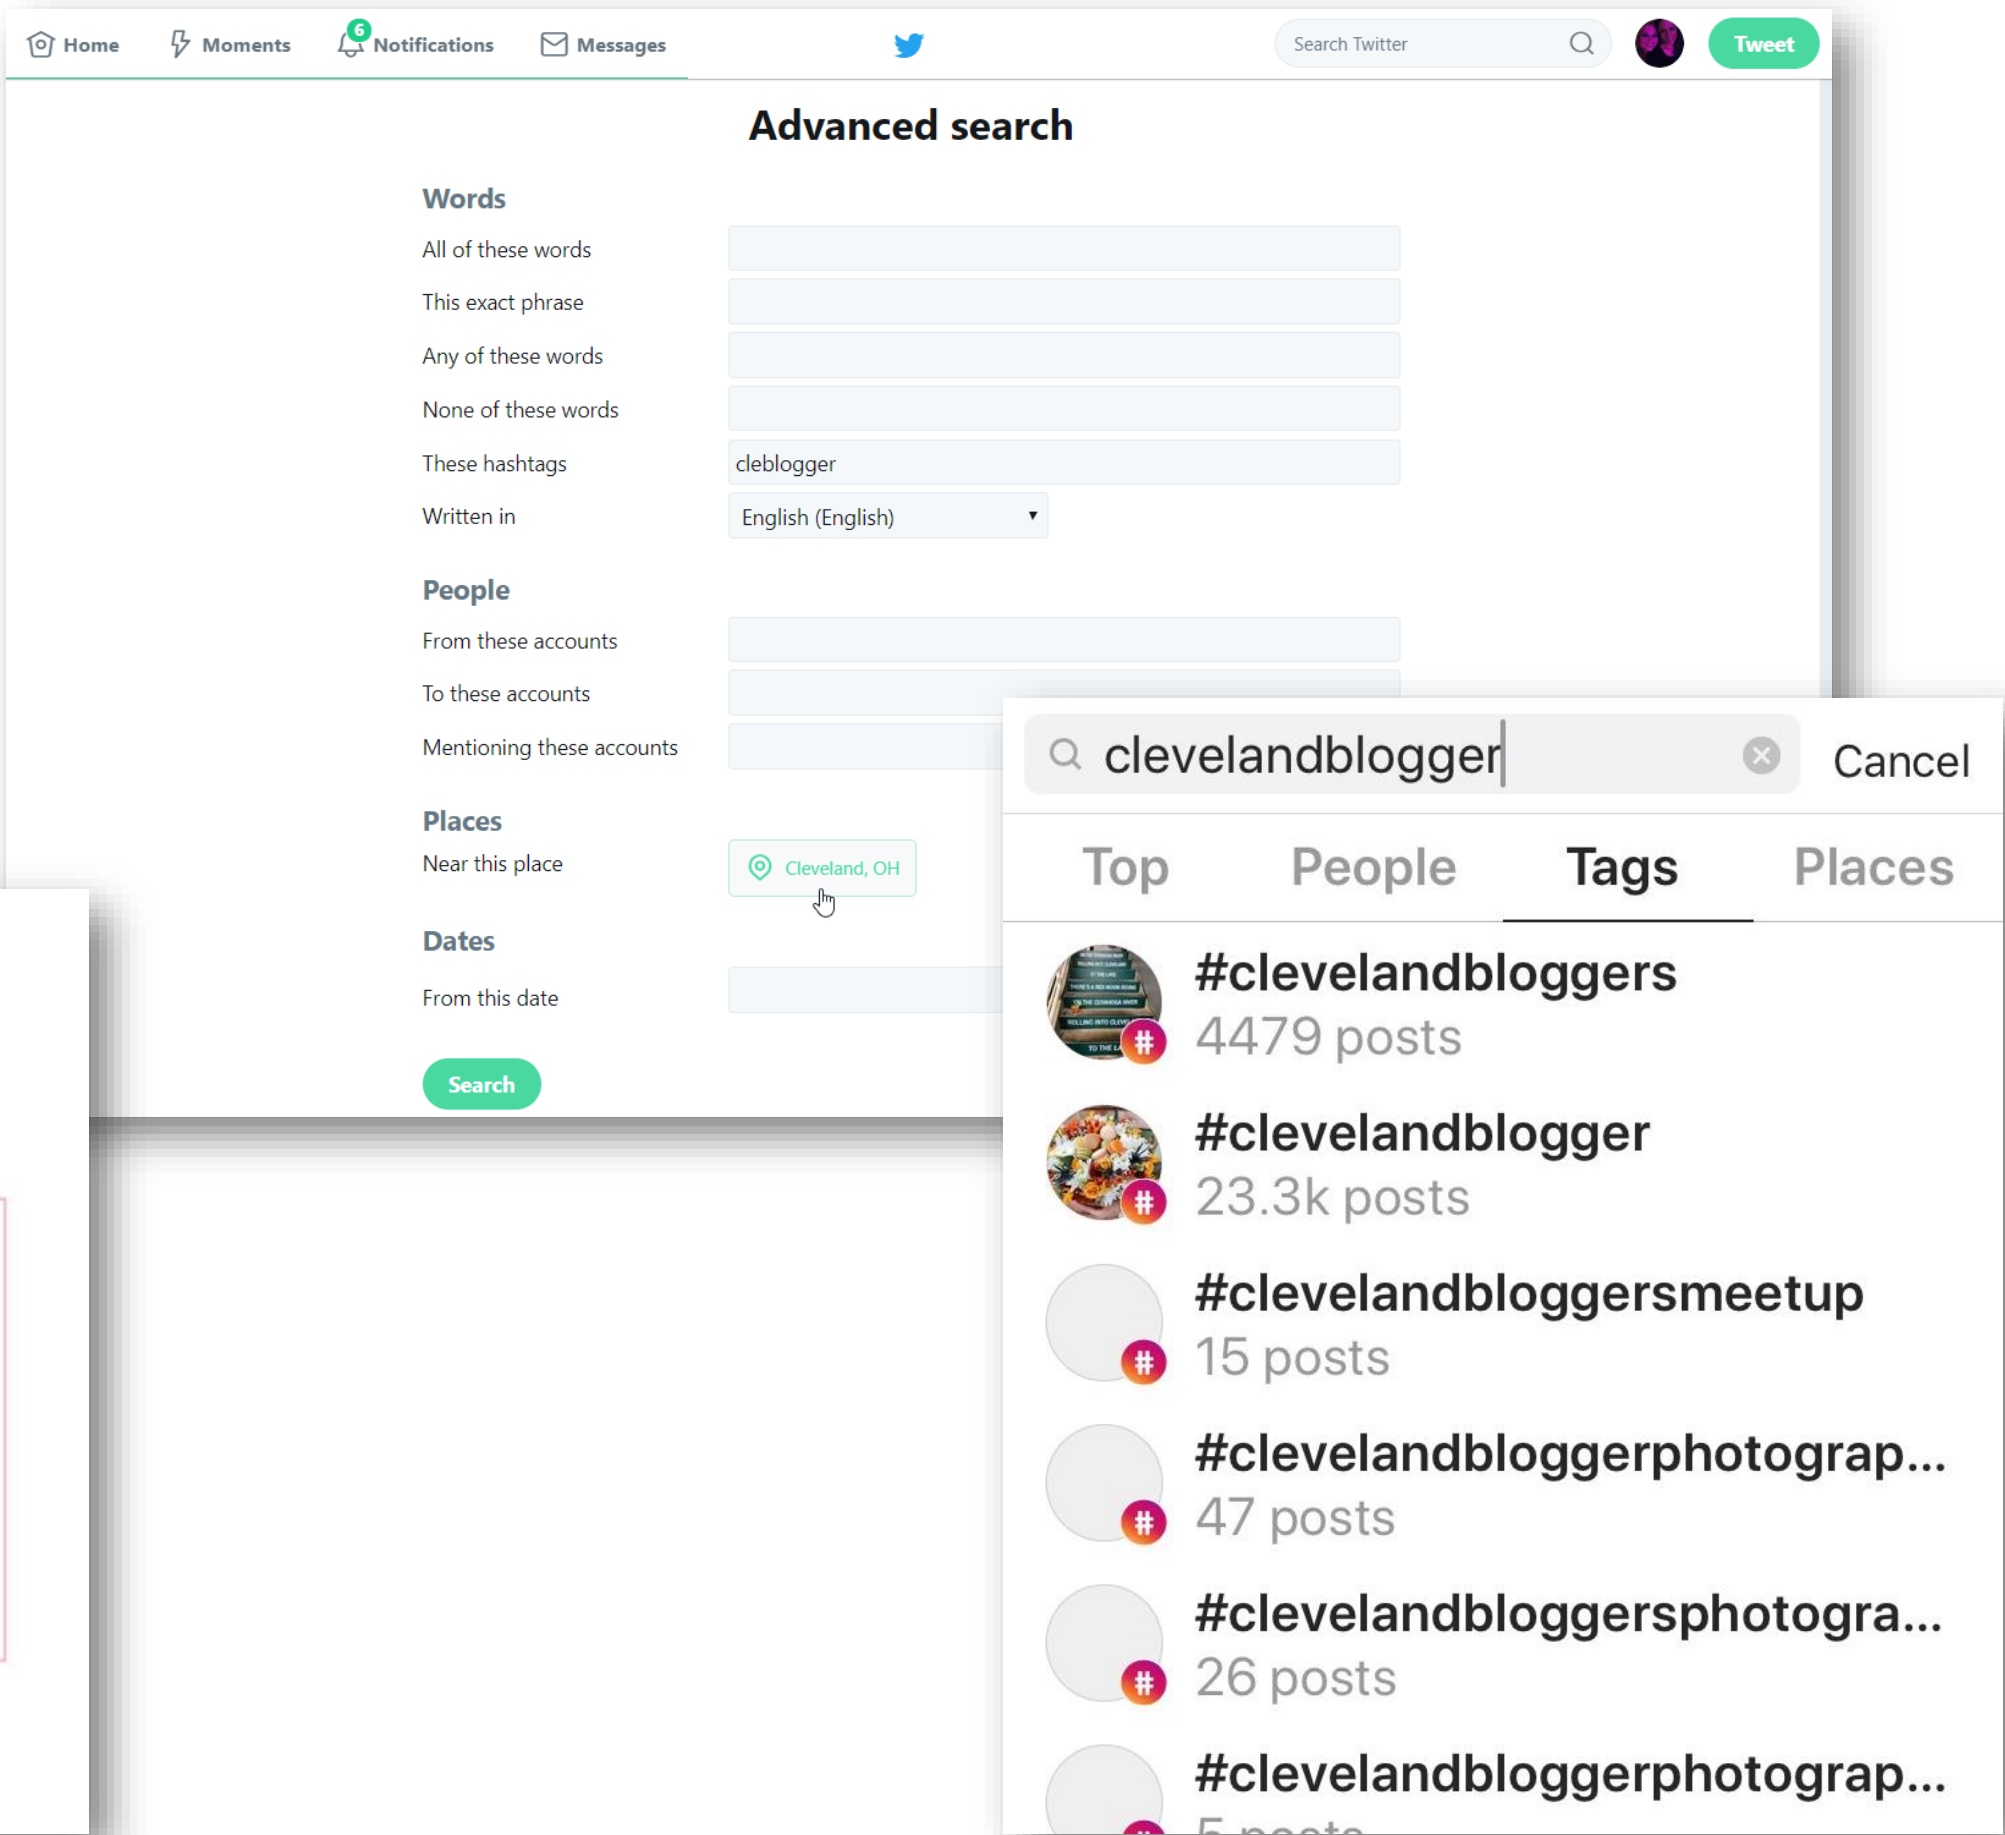 Home Moments 6 Notifications Messages Search Twitter Tweet
Advanced search
Words
All of these words
This exact phrase
Any of these words
None of these words
These hashtags cleblogger
Written in English (English)
People
From these accounts
To these accounts
Mentioning these accounts
Places
Near this place Cleveland, OH
Dates
From this date
Search
clevelandblogger Cancel
Top People Tags Places
#clevelandbloggers
4479 posts
#clevelandblogger
23.3k posts
#clevelandbloggersmeetup
15 posts
#clevelandbloggerphotograp...
47 posts
#clevelandbloggersphotogra...
26 posts
#clevelandbloggerphotograp...
5 posts